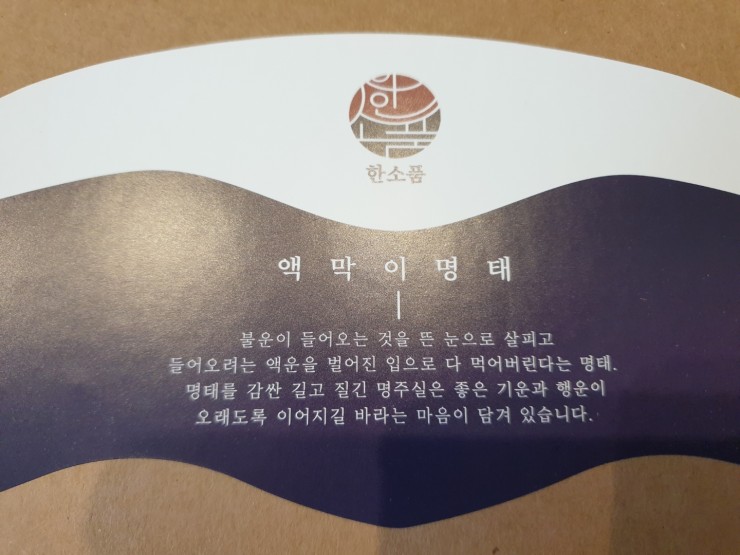 한소품
액막이명태
불운이 들어오는 것을 뜬 눈으로 살피고
들어오려는 액운을 벌어진 입으로 다 먹어버린다는 명태.
명태를 감싼 길고 질긴 명주실은 좋은 기운과 행운이
오래도록 이어지길 바라는 마음이 담겨 있습니다.